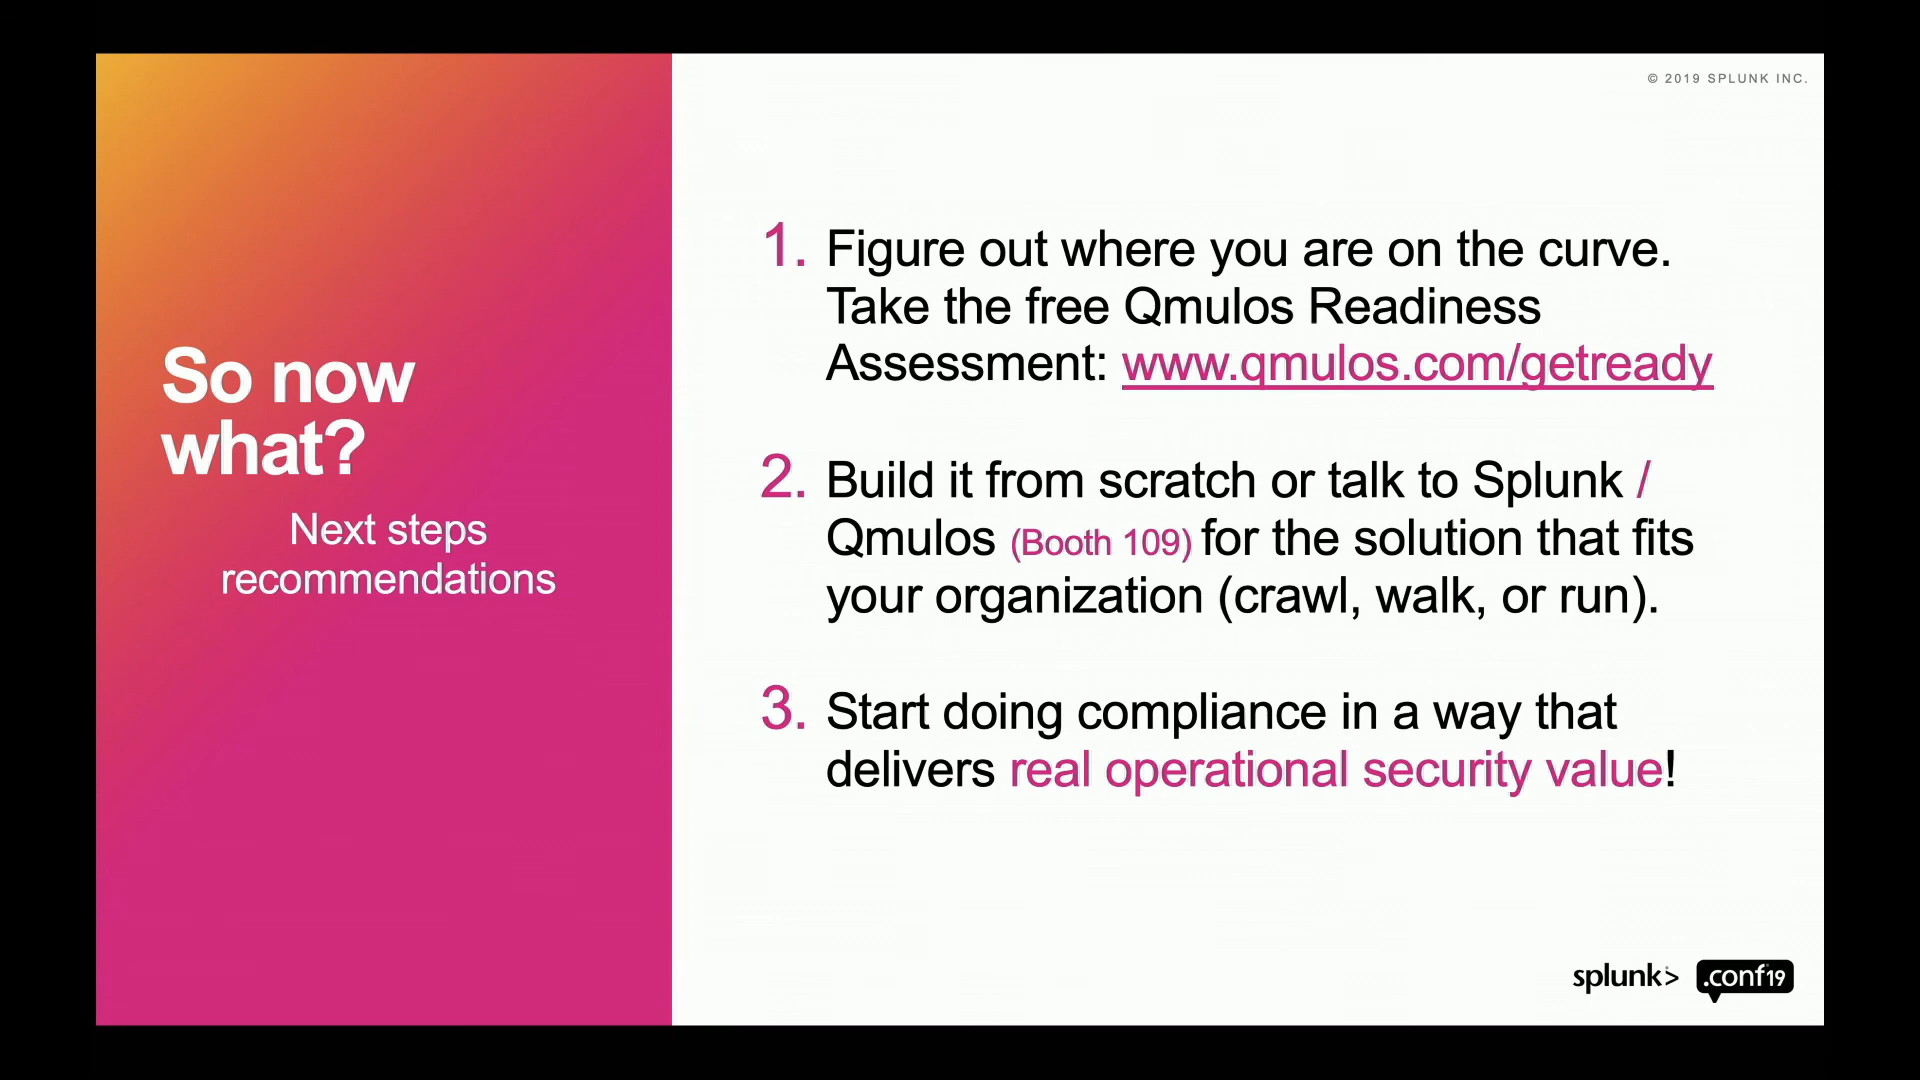 © 2019 SPLUNK INC.
So now
what?
Next steps
recommendations
1. Figure out where you are on the curve.
Take the free Qmulos Readiness
Assessment: www.qmulos.com/getready
2. Build it from scratch or talk to Splunk /
Qmulos (Booth 109) for the solution that fits
your organization (crawl, walk, or run).
3. Start doing compliance in a way that
delivers real operational security value!
splunk> .conf19